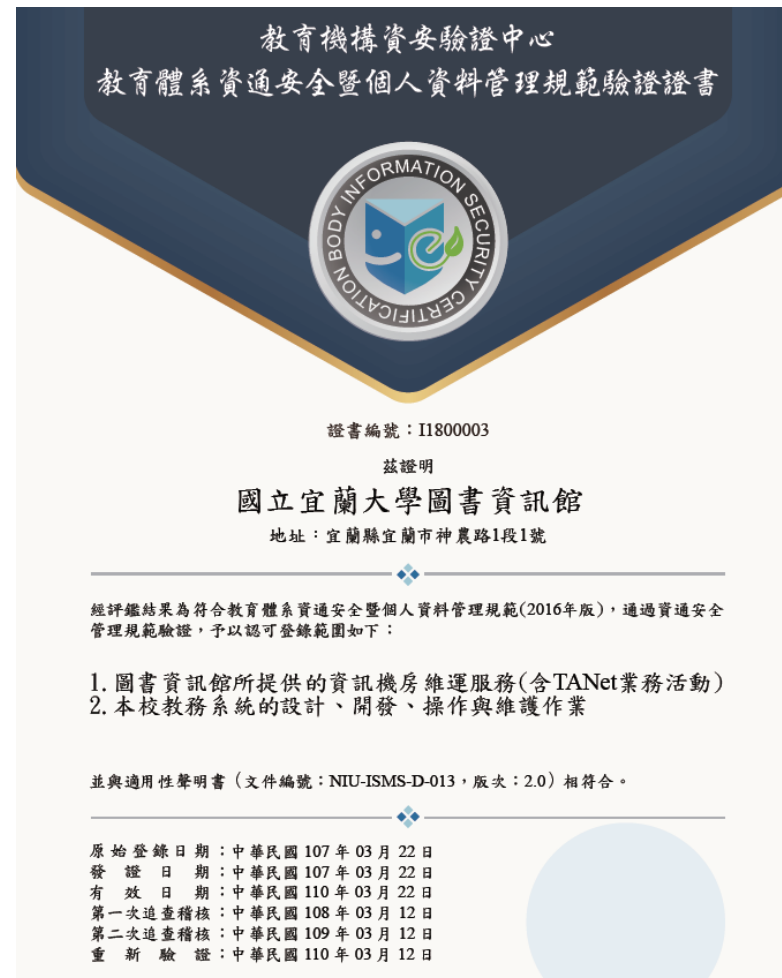 教育機構資安驗證中心
教育體系資通安全暨個人資料管理規範驗證證書
CERTIFICATION BODY INFORMATION SECURITY
證書編號：I1800003
茲證明
國立宜蘭大學圖書資訊館
地址：宜蘭縣宜蘭市神農路1段1號
經評鑑結果為符合教育體系資通安全暨個人資料管理規範(2016年版)，通過資通安全
管理規範驗證，予以認可登錄範圍如下：
1. 圖書資訊館所提供的資訊機房維運服務(含TANet業務活動)
2. 本校教務系統的設計、開發、操作與維護作業
並與適用性聲明書（文件編號：NIU-ISMS-D-013，版次：2.0）相符合。
原始登錄日期：中華民國 107 年 03 月 22 日
發證日期：中華民國 107 年 03 月 22 日
有效日期：中華民國 110 年 03 月 22 日
第一次追查稽核：中華民國 108 年 03 月 12 日
第二次追查稽核：中華民國 109 年 03 月 12 日
重新驗證：中華民國 110 年 03 月 12 日